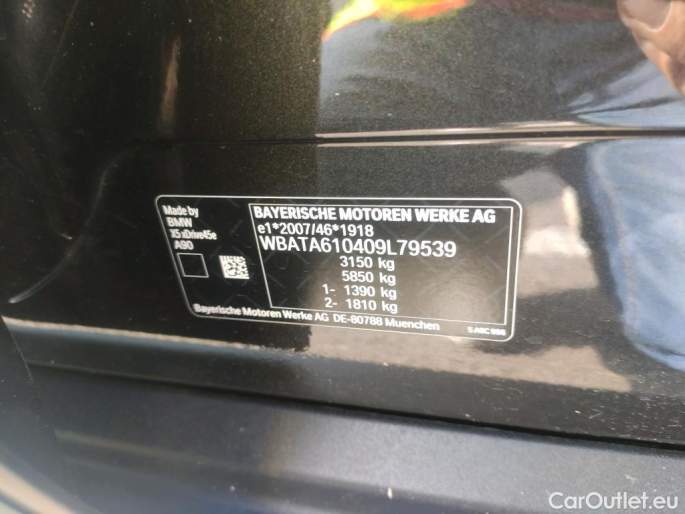 Made by
BMW
X5 xDrive45e
A90
BAYERISCHE MOTOREN WERKE AG
e1*2007/46*1918
WBATA610409L79539
3150 kg
5850 kg
1- 1390 kg
2- 1810 kg
Bayerische Motoren Werke AG DE-80788 Muenchen
CarOutlet.eu